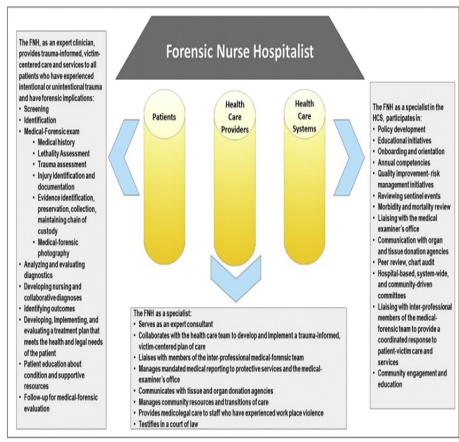 Forensic Nurse Hospitalist
Patients
Health
Care
Providers
Health
Care
Systems
The FNH, as an expert clinician,
provides trauma-informed, victim-
centered care and services to all
patients who have experienced
intentional or unintentional trauma
and have forensic implications:
• Screening
• Identification
• Medical-Forensic exam
• Medical history
• Lethality Assessment
• Trauma assessment
• Injury identification and
documentation
• Evidence identification,
preservation, collection,
maintaining chain of
custody
• Medical-forensic
photography
• Analyzing and evaluating
diagnostics
• Developing nursing and
collaborative diagnoses
• Identifying outcomes
• Developing, Implementing, and
evaluating a treatment plan that
meets the health and legal needs
of the patient
• Patient education about
condition and supportive
resources
• Follow-up for medical-forensic
evaluation
The FNH as a specialist:
• Serves as an expert consultant
• Collaborates with the health care team to develop and implement a trauma-informed,
victim-centered plan of care
• Liaises with members of the inter-professional medical-forensic team
• Manages mandated medical reporting to protective services and the medical-
examiner's office
• Communicates with tissue and organ donation agencies
• Manages community resources and transitions of care
• Provides medicolegal care to staff who have experienced work place violence
• Testifies in a court of law
The FNH as a specialist in the
HCS, participates in:
• Policy development
• Educational initiatives
• Onboarding and orientation
• Annual competencies
• Quality improvement-risk
management initiatives
• Reviewing sentinel events
• Morbidity and mortality review
• Liaising with the medical
examiner's office
• Communication with organ
and tissue donation agencies
• Peer review, chart audit
• Hospital-based, system-wide,
and community-driven
committees
• Liaising with inter-professional
members of the medical-
forensic team to provide a
coordinated response to
patient-victim care and
services
• Community engagement and
education